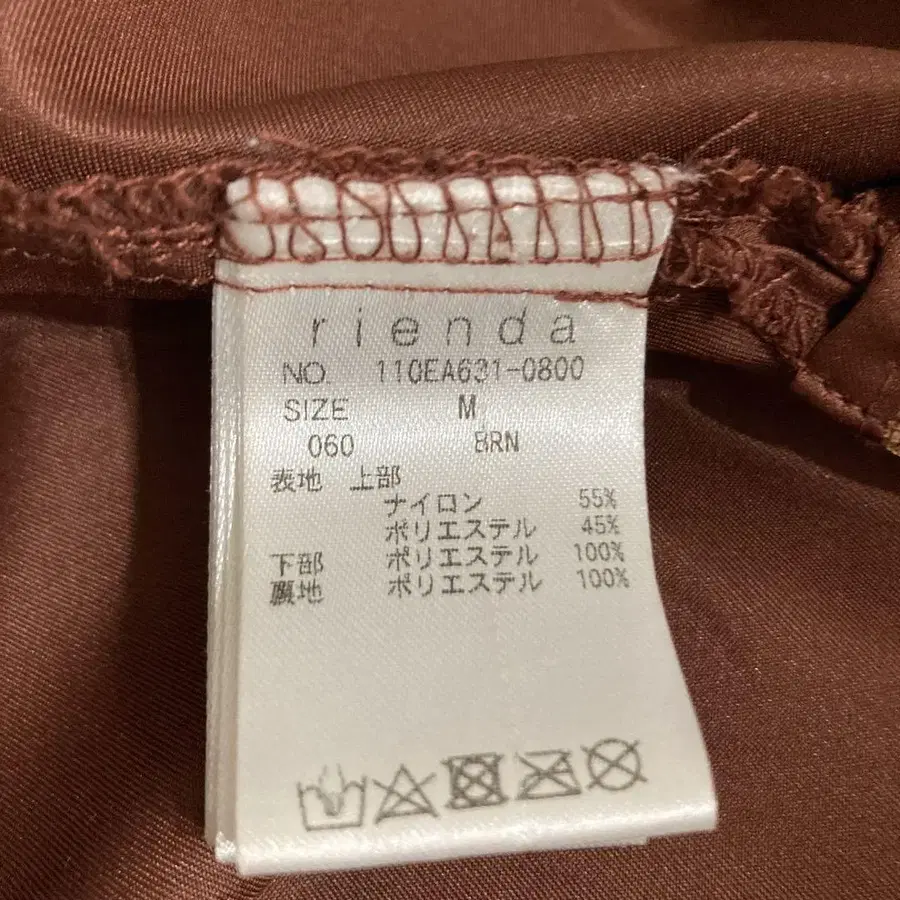 rienda
NO. 110EA631-0800
SIZE M
060 BRN
表地 上部
ナイロン 55%
ポリエステル 45%
下部 ポリエステル 100%
裏地 ポリエステル 100%